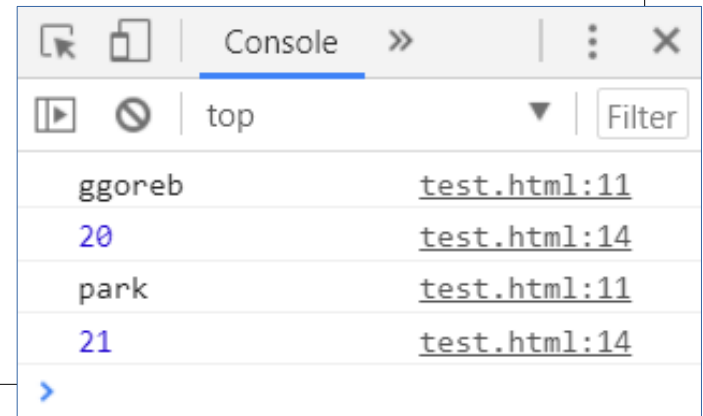 Console »
top ▼ Filter
ggoreb test.html:11
20 test.html:14
park test.html:11
21 test.html:14
>